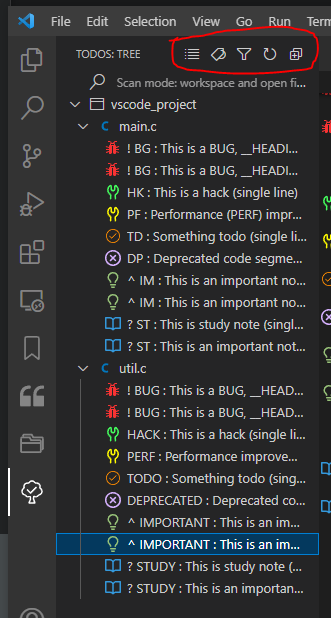 File Edit Selection View Go Run Terminal
TODOS: TREE
Scan mode: workspace and open fi...
vscode_project
C main.c
! BG : This is a BUG, __HEADI...
! BG : This is a BUG, __HEADI...
HK : This is a hack (single line)
PF : Performance (PERF) impr...
TD : Something todo (single li...
DP : Deprecated code segme...
^ IM : This is an important no...
^ IM : This is an important no...
? ST : This is study note (singl...
? ST : This is an important not...
C util.c
! BUG : This is a BUG, __HEAD...
! BUG : This is a BUG, __HEAD...
HACK : This is a hack (single li...
PERF : Performance improve...
TODO : Something todo (sing...
DEPRECATED : Deprecated co...
^ IMPORTANT : This is an im...
^ IMPORTANT : This is an im...
? STUDY : This is study note (...
? STUDY : This is an importan...